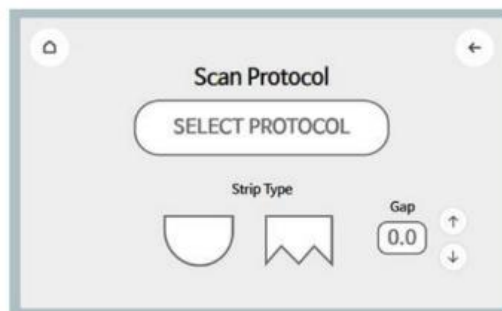 Scan Protocol
SELECT PROTOCOL
Strip Type
Gap
0.0